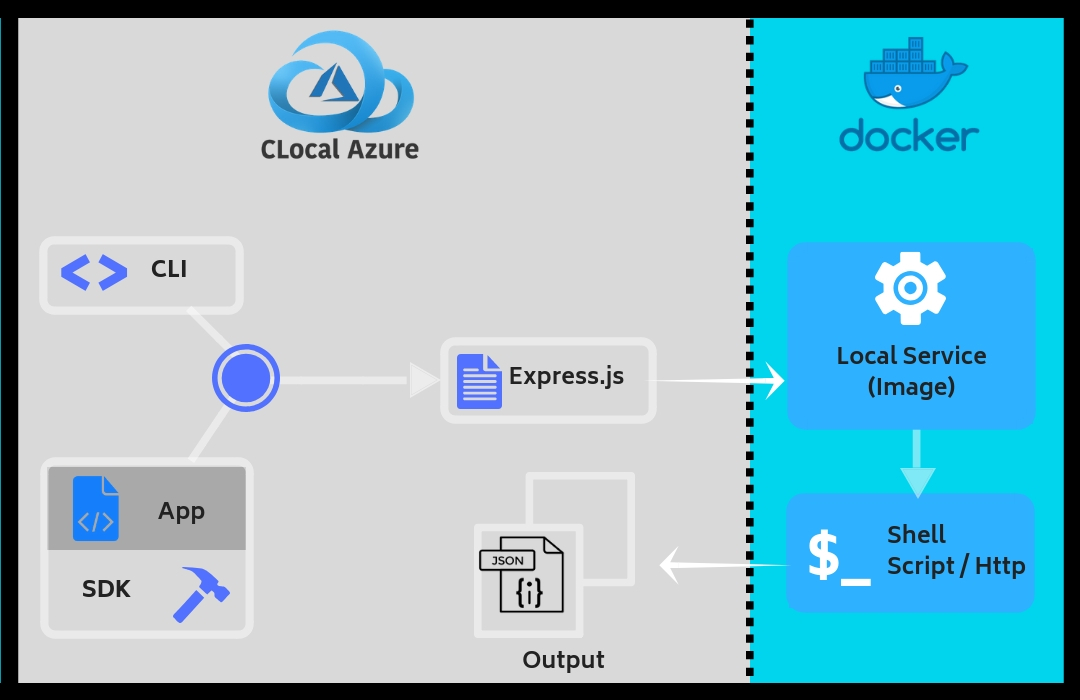 CLocal Azure
docker
CLI
Express.js
Local Service
(Image)
App
SDK
</>
$_
Shell
Script / Http
JSON
{i}
Output